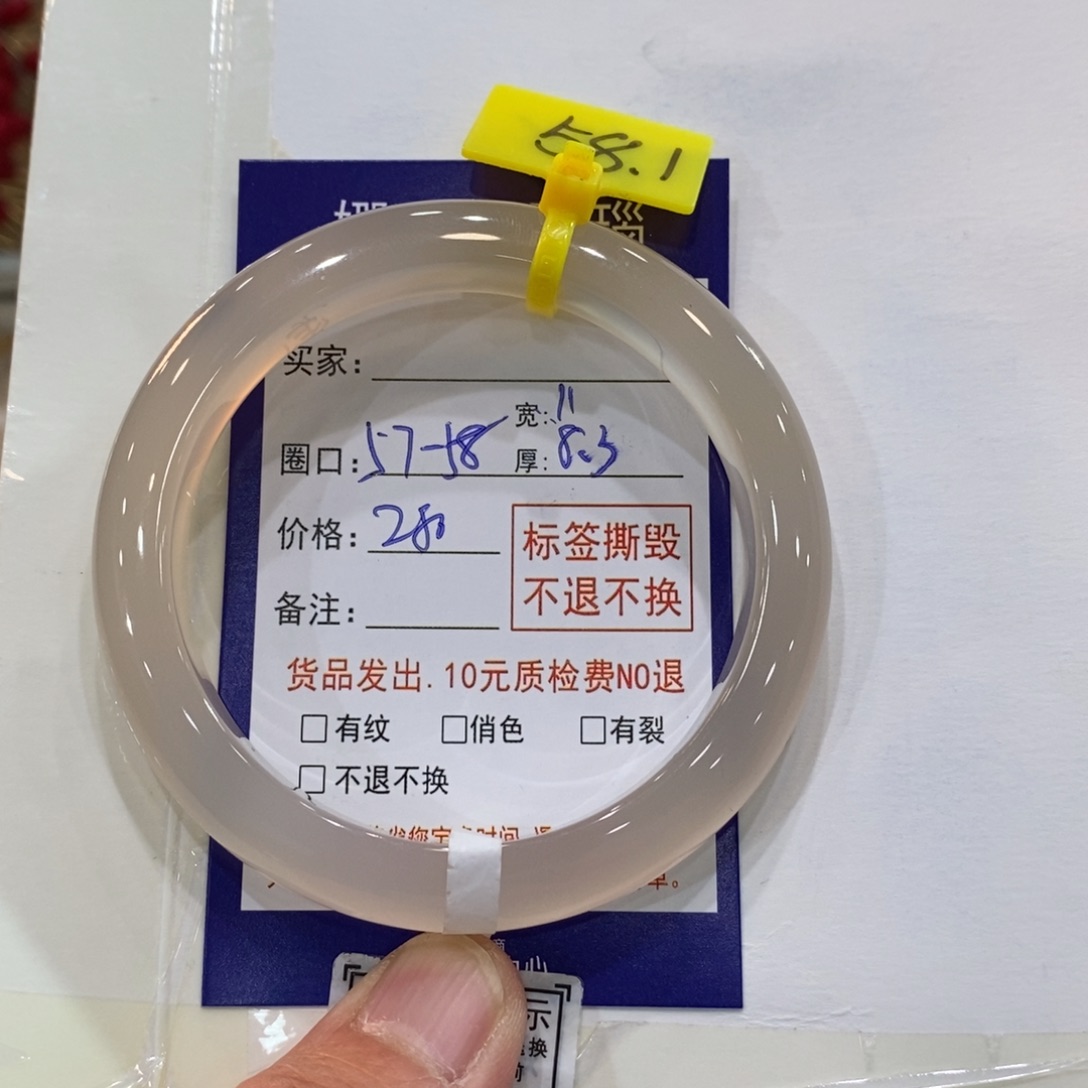 58.1
买家:
宽: 11
圈口: 57-58 厚: 8.3
价格: 280
标签撕毁
不退不换
备注:
货品发出.10元质检费NO退
□有纹 □俏色 □有裂
□不退不换